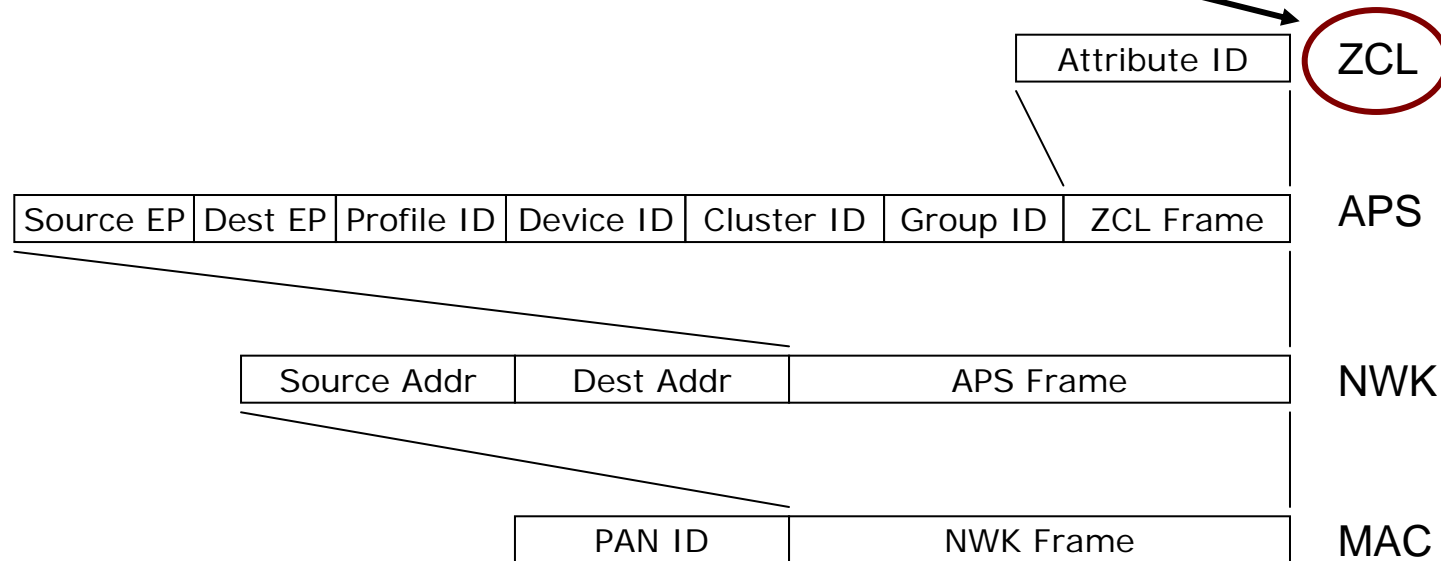 Attribute ID ZCL
Source EP Dest EP Profile ID Device ID Cluster ID Group ID ZCL Frame APS
Source Addr Dest Addr APS Frame NWK
PAN ID NWK Frame MAC